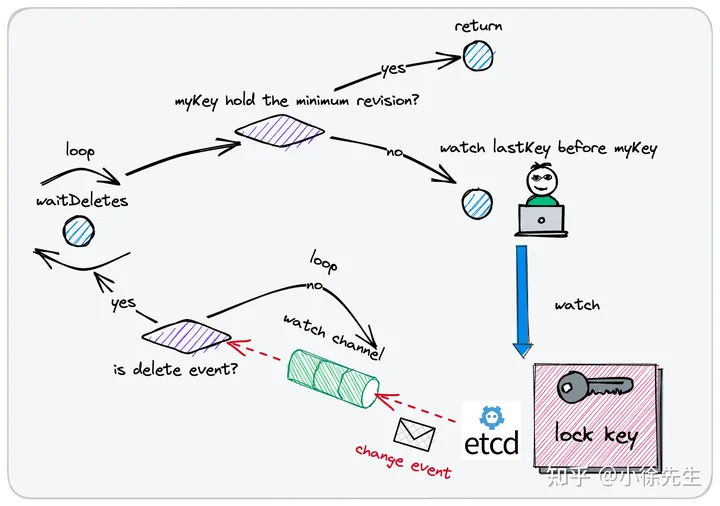 return
yes
myKey hold the minimum revision?
loop
no
watch lastKey before myKey
waitDeletes
loop
no
yes
watch channel
watch
is delete event?
etcd
lock key
change event
知乎 @小徐先生